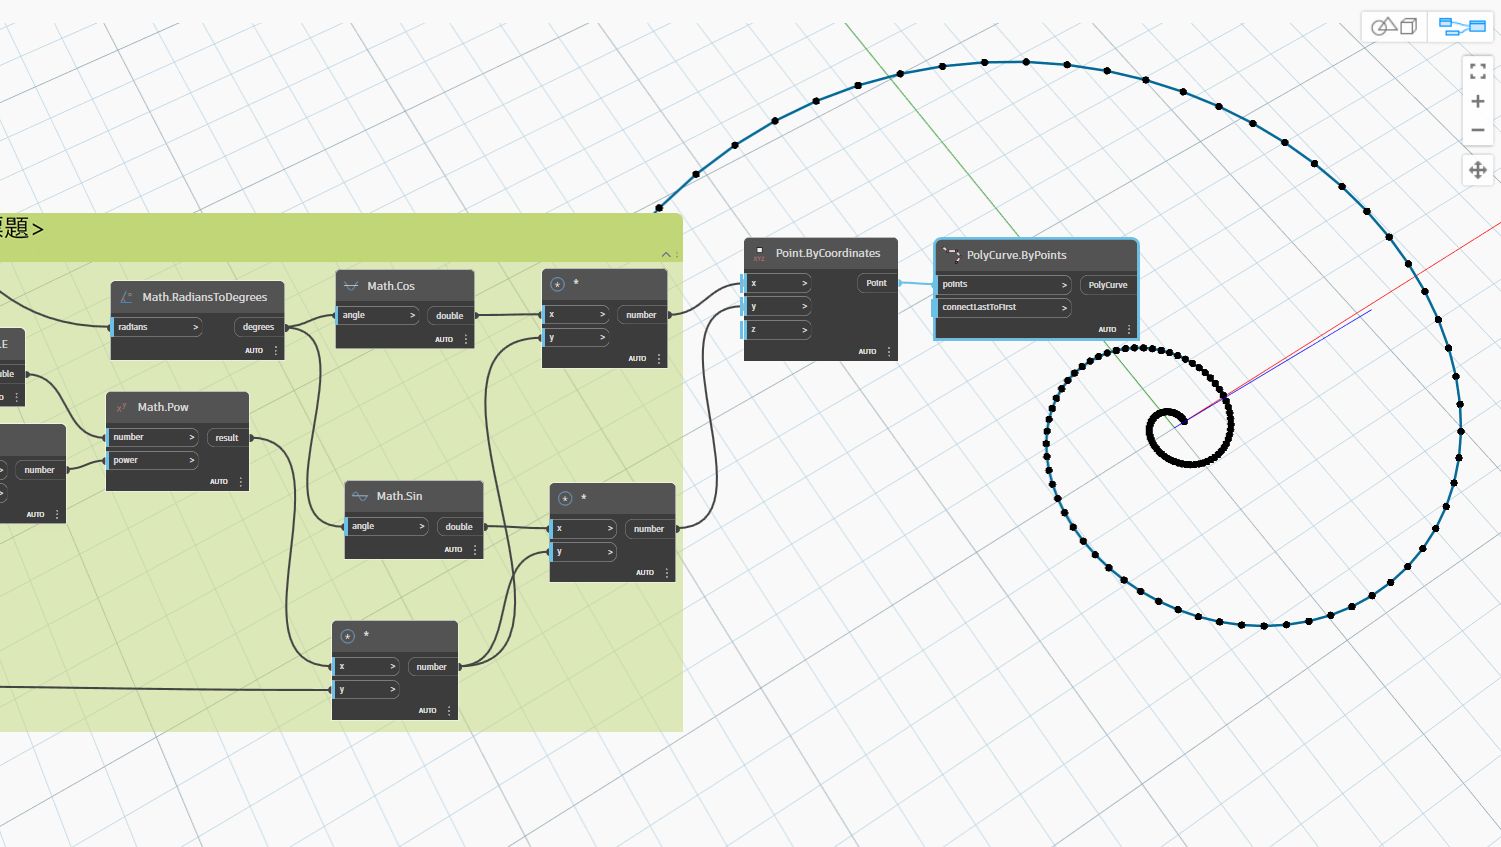 題>
Math.RadiansToDegrees
radians >
degrees
AUTO
Math.Cos
angle >
double
AUTO
*
x >
number
y >
AUTO
Point.ByCoordinates
XYZ
x >
Point
y >
z >
AUTO
PolyCurve.ByPoints
points >
PolyCurve
connectLastToFirst >
AUTO
E
Math.Pow
x^y
number >
result
power >
AUTO
>
number
>
AUTO
Math.Sin
angle >
double
AUTO
*
x >
number
y >
AUTO
*
x >
number
y >
AUTO